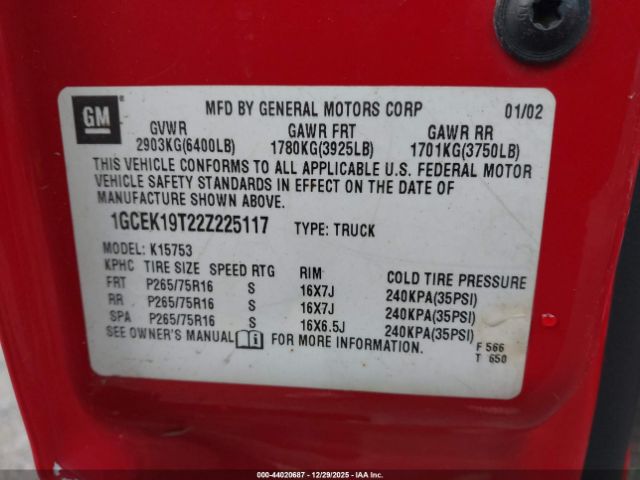 GM
MFD BY GENERAL MOTORS CORP 01/02
GVWR GAWR FRT GAWR RR
2903KG(6400LB) 1780KG(3925LB) 1701KG(3750LB)
THIS VEHICLE CONFORMS TO ALL APPLICABLE U.S. FEDERAL MOTOR
VEHICLE SAFETY STANDARDS IN EFFECT ON THE DATE OF
MANUFACTURE SHOWN ABOVE.
1GCEK19T22Z225117 TYPE: TRUCK
MODEL: K15753
KPHC TIRE SIZE SPEED RTG RIM COLD TIRE PRESSURE
FRT P265/75R16 S 16X7J 240KPA(35PSI)
RR P265/75R16 S 16X7J 240KPA(35PSI)
SPA P265/75R16 S 16X6.5J 240KPA(35PSI)
SEE OWNER'S MANUAL FOR MORE INFORMATION.
F 566
T 650
000-44020687 - 12/29/2025 - IAAI.COM